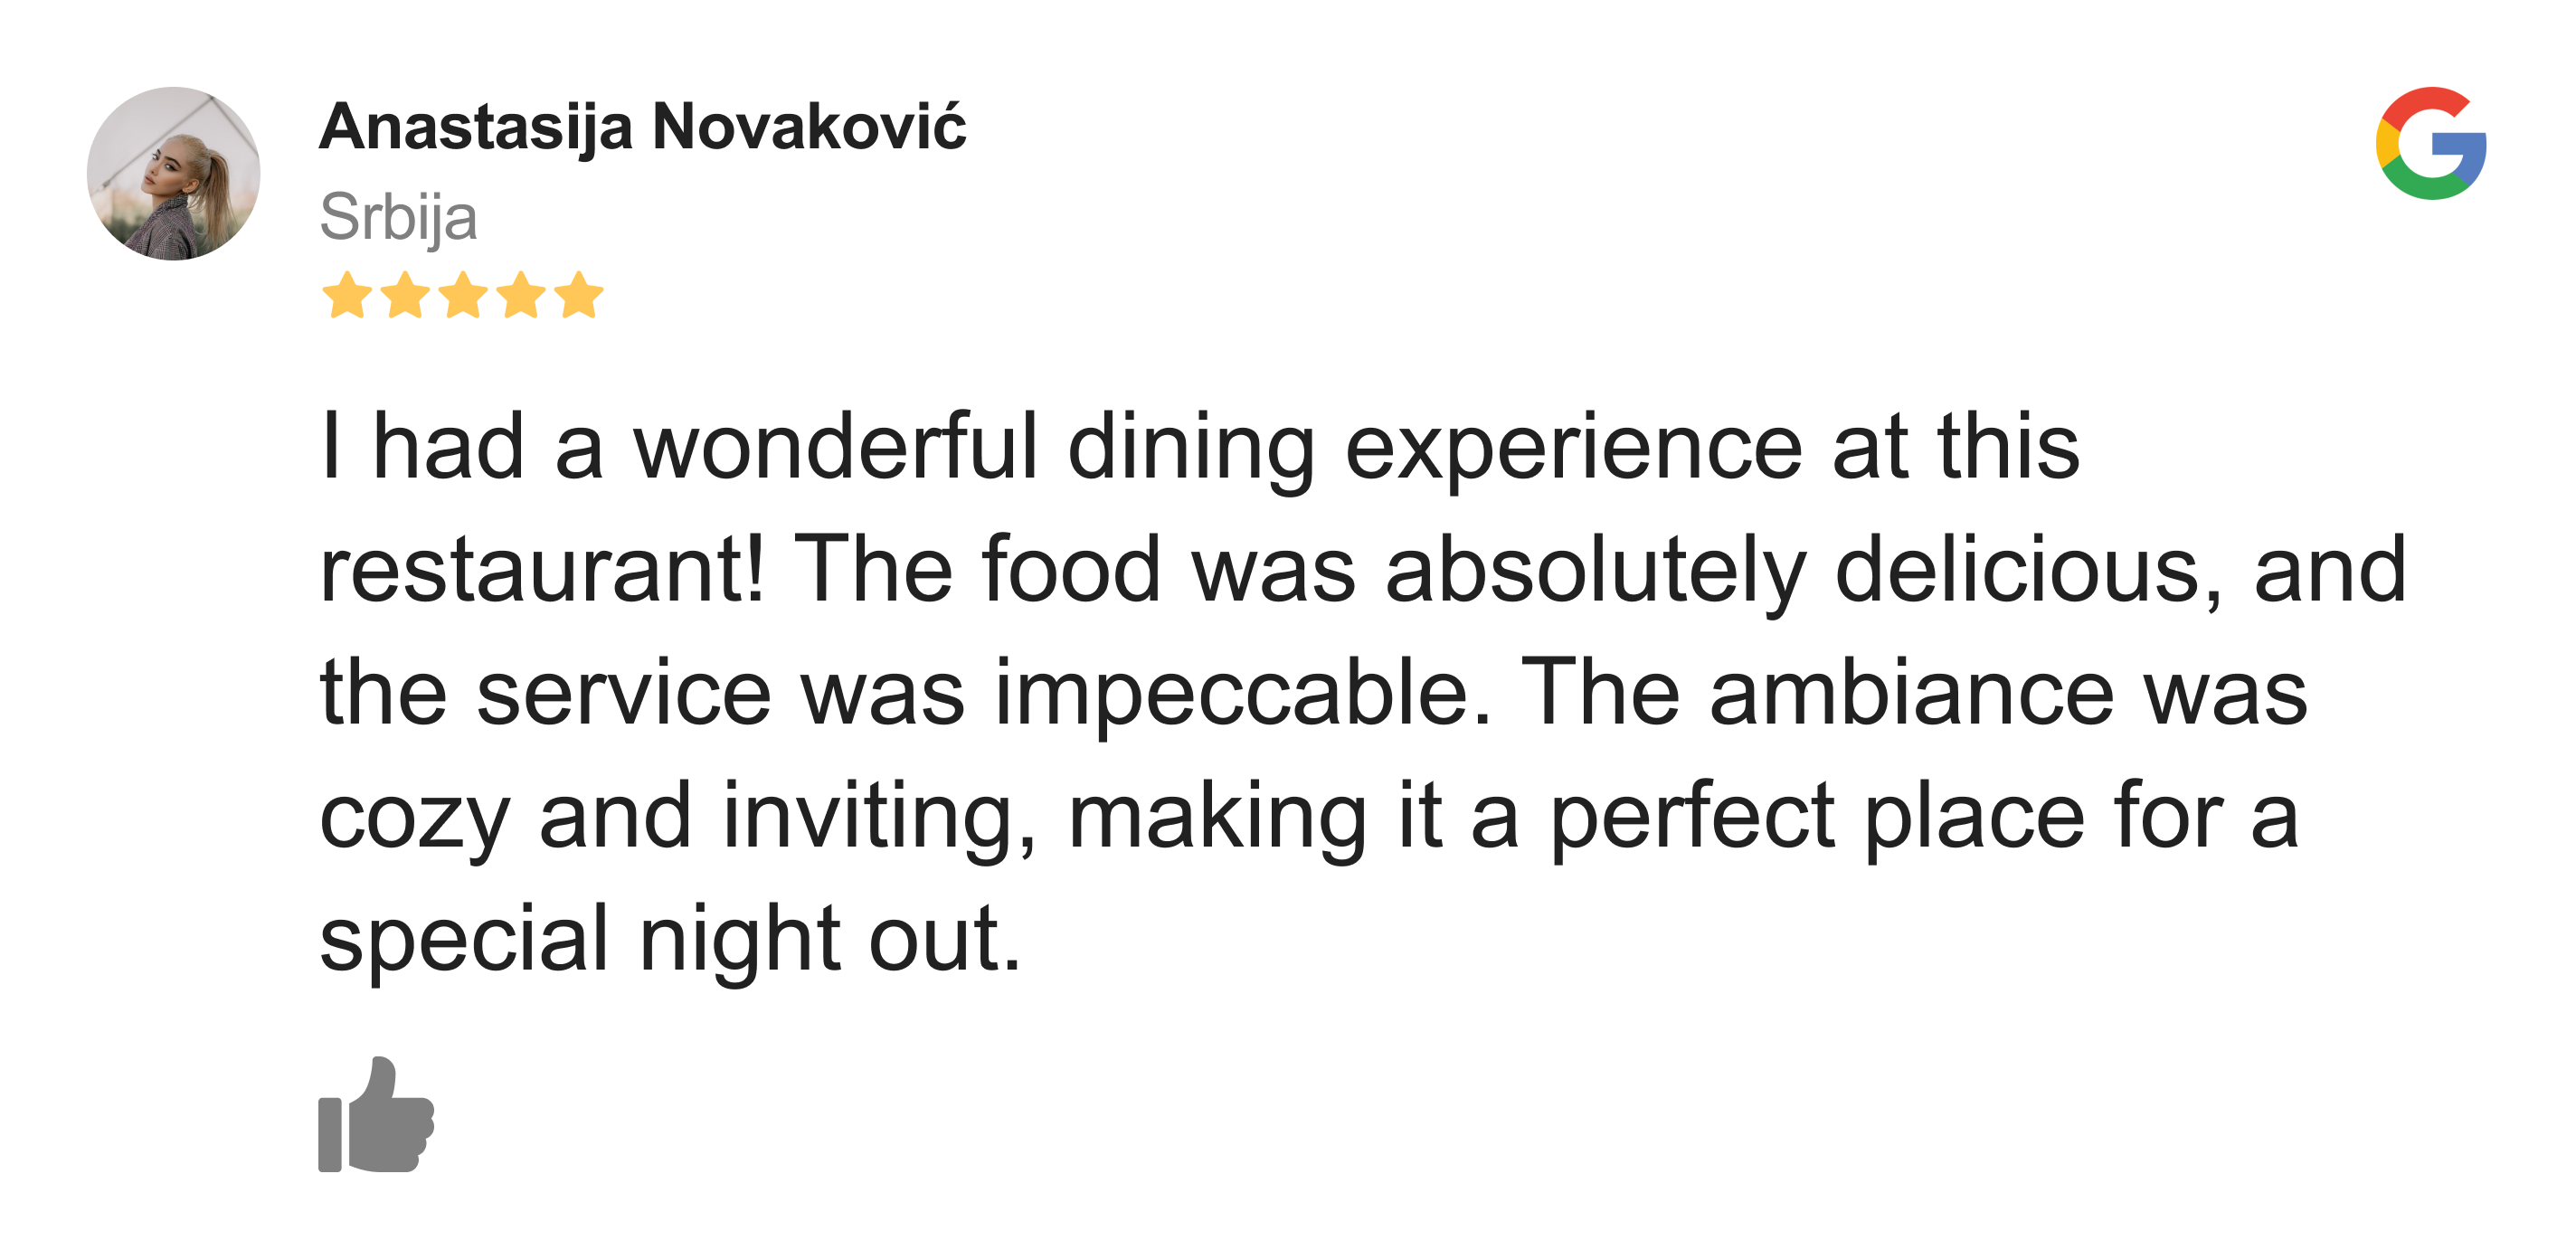 Anastasija Novaković
Srbija
I had a wonderful dining experience at this
restaurant! The food was absolutely delicious, and
the service was impeccable. The ambiance was
cozy and inviting, making it a perfect place for a
special night out.